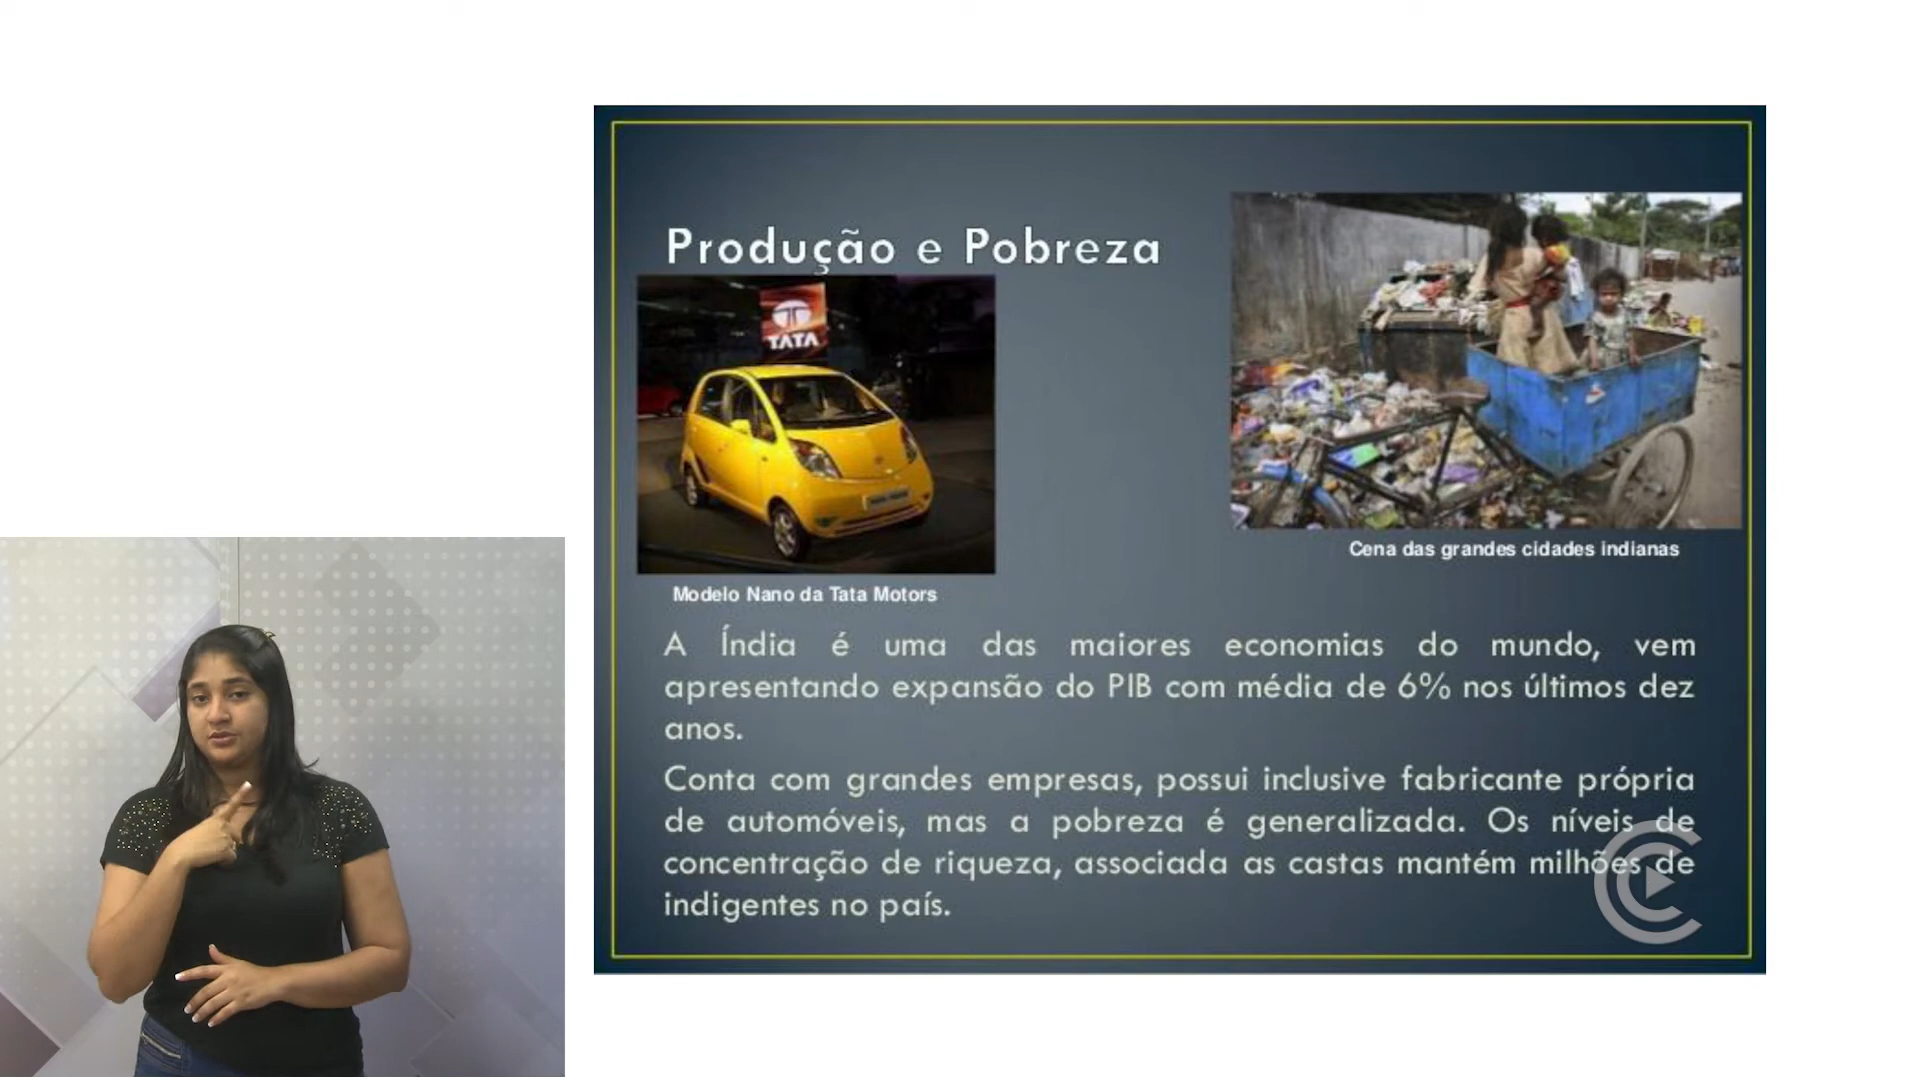 Produção e Pobreza
TATA
Cena das grandes cidades indianas
Modelo Nano da Tata Motors
A Índia é uma das maiores economias do mundo, vem
apresentando expansão do PIB com média de 6% nos últimos dez
anos.
Conta com grandes empresas, possui inclusive fabricante própria
de automóveis, mas a pobreza é generalizada. Os níveis de
concentração de riqueza, associada as castas mantém milhões de
indigentes no país.